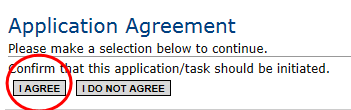 Application Agreement
Please make a selection below to continue.
Confirm that this application/task should be initiated.
I AGREE I DO NOT AGREE